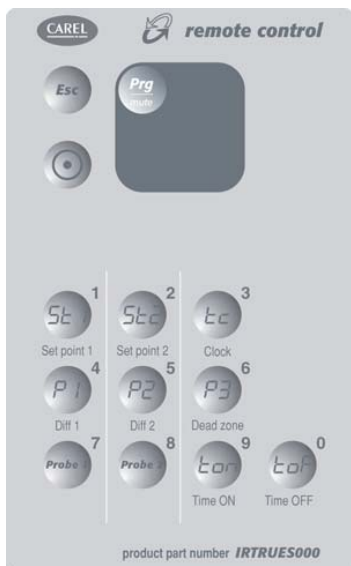 CAREL remote control
Esc Prg
mute
1 2 3
St Stc tc
Set point 1 Set point 2 Clock
4 5 6
P1 P2 P3
Diff 1 Diff 2 Dead zone
7 8 9 0
Probe 1 Probe 2 ton toF
Time ON Time OFF
product part number IRTRUES000